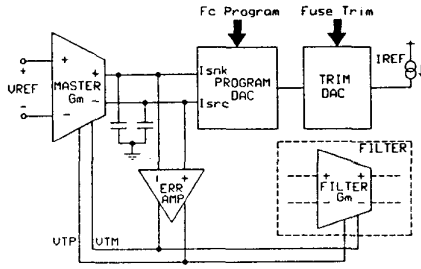 Fc Program
Fuse Trim
+
+
+
VREF
-
-
MASTER
Gm
+
-
Isnk
Isrc
PROGRAM
DAC
TRIM
DAC
IREF
+
FILTER
-
+
ERR
AMP
+
+
FILTER
-
-
Gm
VTP
VTM